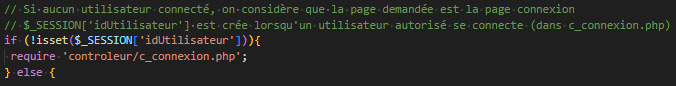 // Si aucun utilisateur connecté, on considère que la page demandée est la page connexion
// $_SESSION['idUtilisateur'] est crée lorsqu'un utilisateur autorisé se connecte (dans c_connexion.php)
if (!isset($_SESSION['idUtilisateur'])){
 require 'controleur/c_connexion.php';
} else {